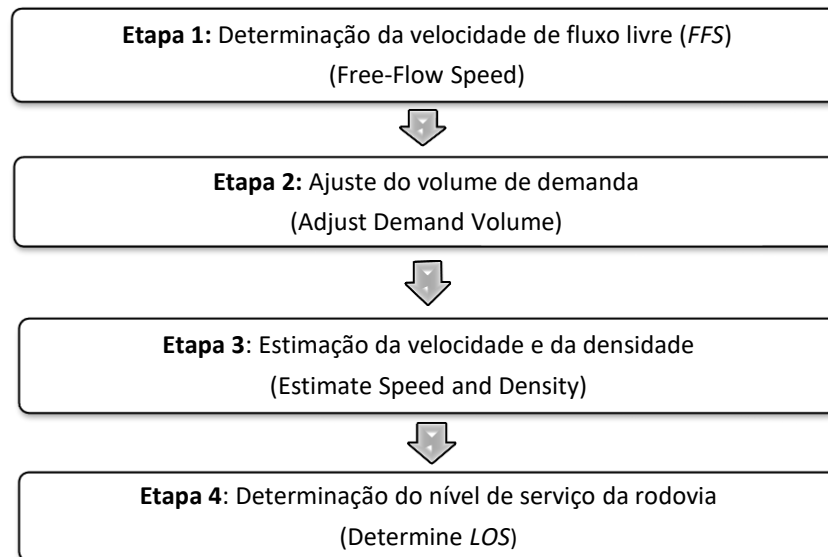 Etapa 1: Determinação da velocidade de fluxo livre (FFS)
(Free-Flow Speed)
Etapa 2: Ajuste do volume de demanda
(Adjust Demand Volume)
Etapa 3: Estimação da velocidade e da densidade
(Estimate Speed and Density)
Etapa 4: Determinação do nível de serviço da rodovia
(Determine LOS)